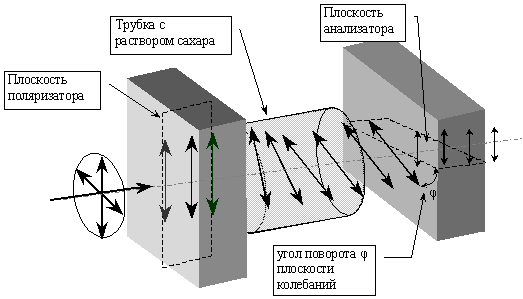 Трубка с
раствором сахара
Плоскость
анализатора
Плоскость
поляризатора
φ
угол поворота φ
плоскости
колебаний